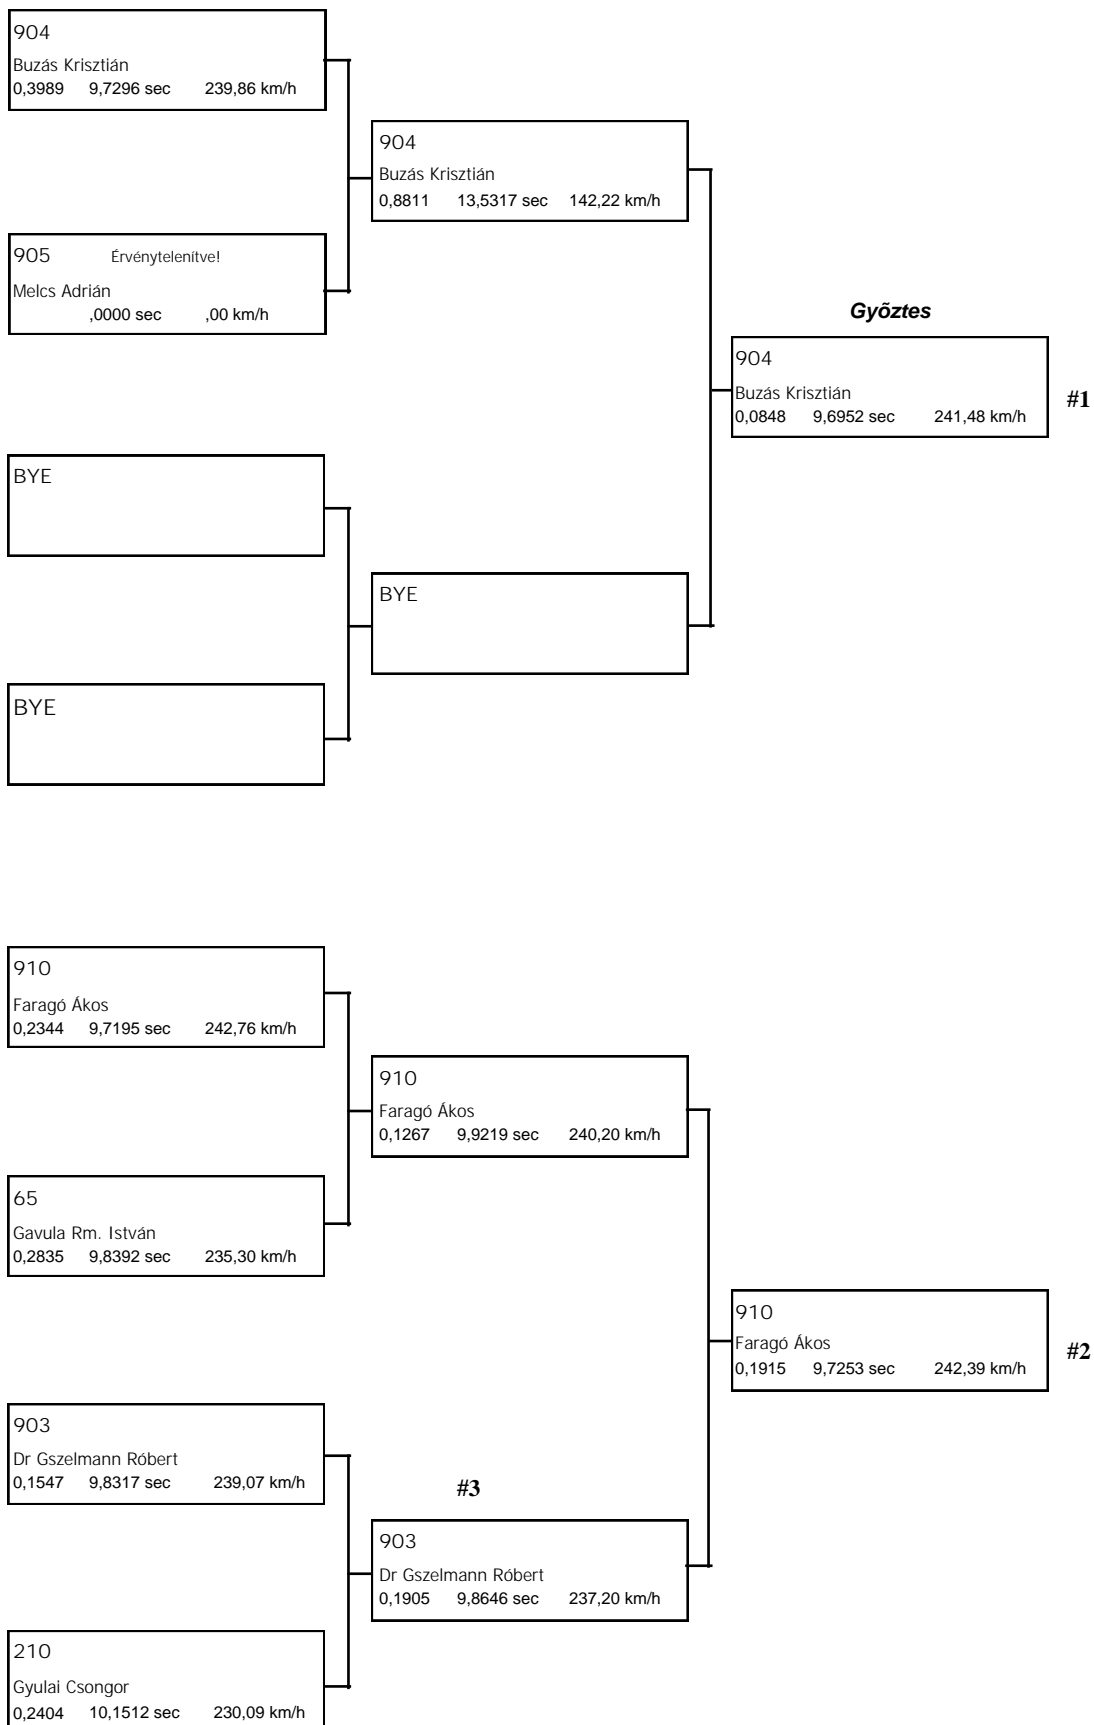 904
Buzás Krisztián
0,3989 9,7296 sec 239,86 km/h
904
Buzás Krisztián
0,8811 13,5317 sec 142,22 km/h
905 Érvénytelenítve!
Melcs Adrián
,0000 sec ,00 km/h
Gyõztes
904
Buzás Krisztián
0,0848 9,6952 sec 241,48 km/h
#1
BYE
BYE
BYE
910
Faragó Ákos
0,2344 9,7195 sec 242,76 km/h
910
Faragó Ákos
0,1267 9,9219 sec 240,20 km/h
65
Gavula Rm. István
0,2835 9,8392 sec 235,30 km/h
910
Faragó Ákos
0,1915 9,7253 sec 242,39 km/h
#2
903
Dr Gszelmann Róbert
0,1547 9,8317 sec 239,07 km/h
#3
903
Dr Gszelmann Róbert
0,1905 9,8646 sec 237,20 km/h
210
Gyulai Csongor
0,2404 10,1512 sec 230,09 km/h